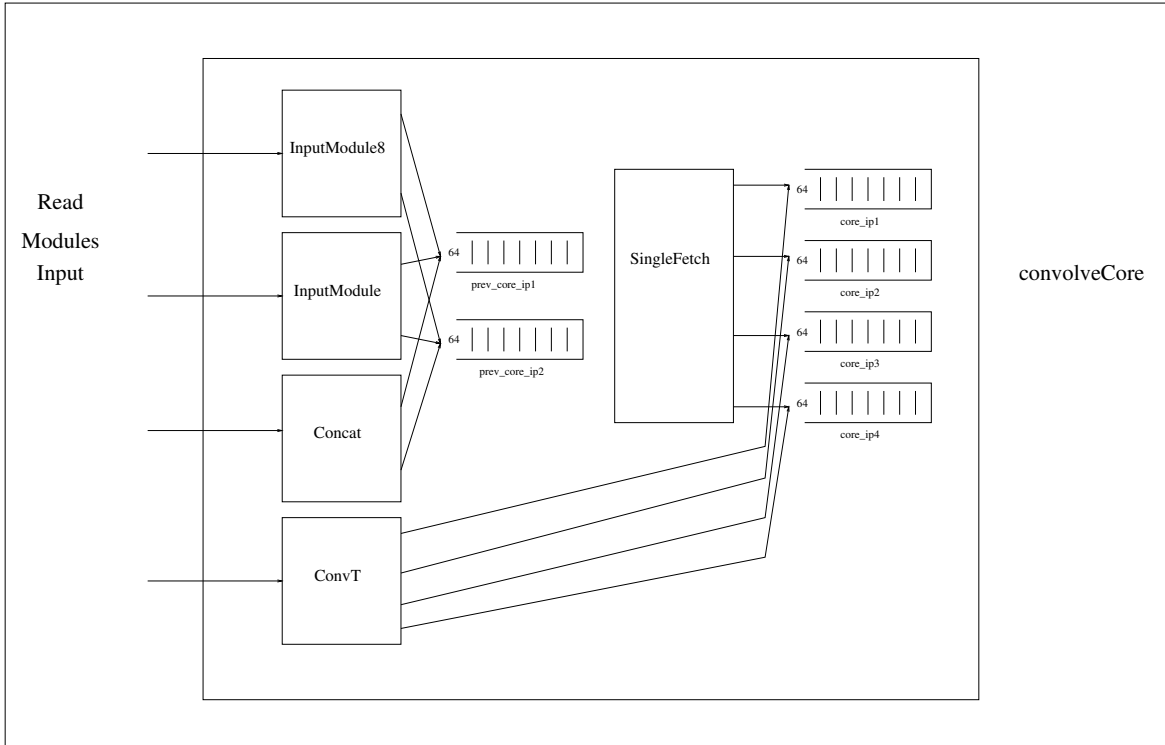 Read
Modules
Input
InputModule8
InputModule
Concat
ConvT
64
prev_core_ip1
64
prev_core_ip2
SingleFetch
64
core_ip1
64
core_ip2
64
core_ip3
64
core_ip4
convolveCore